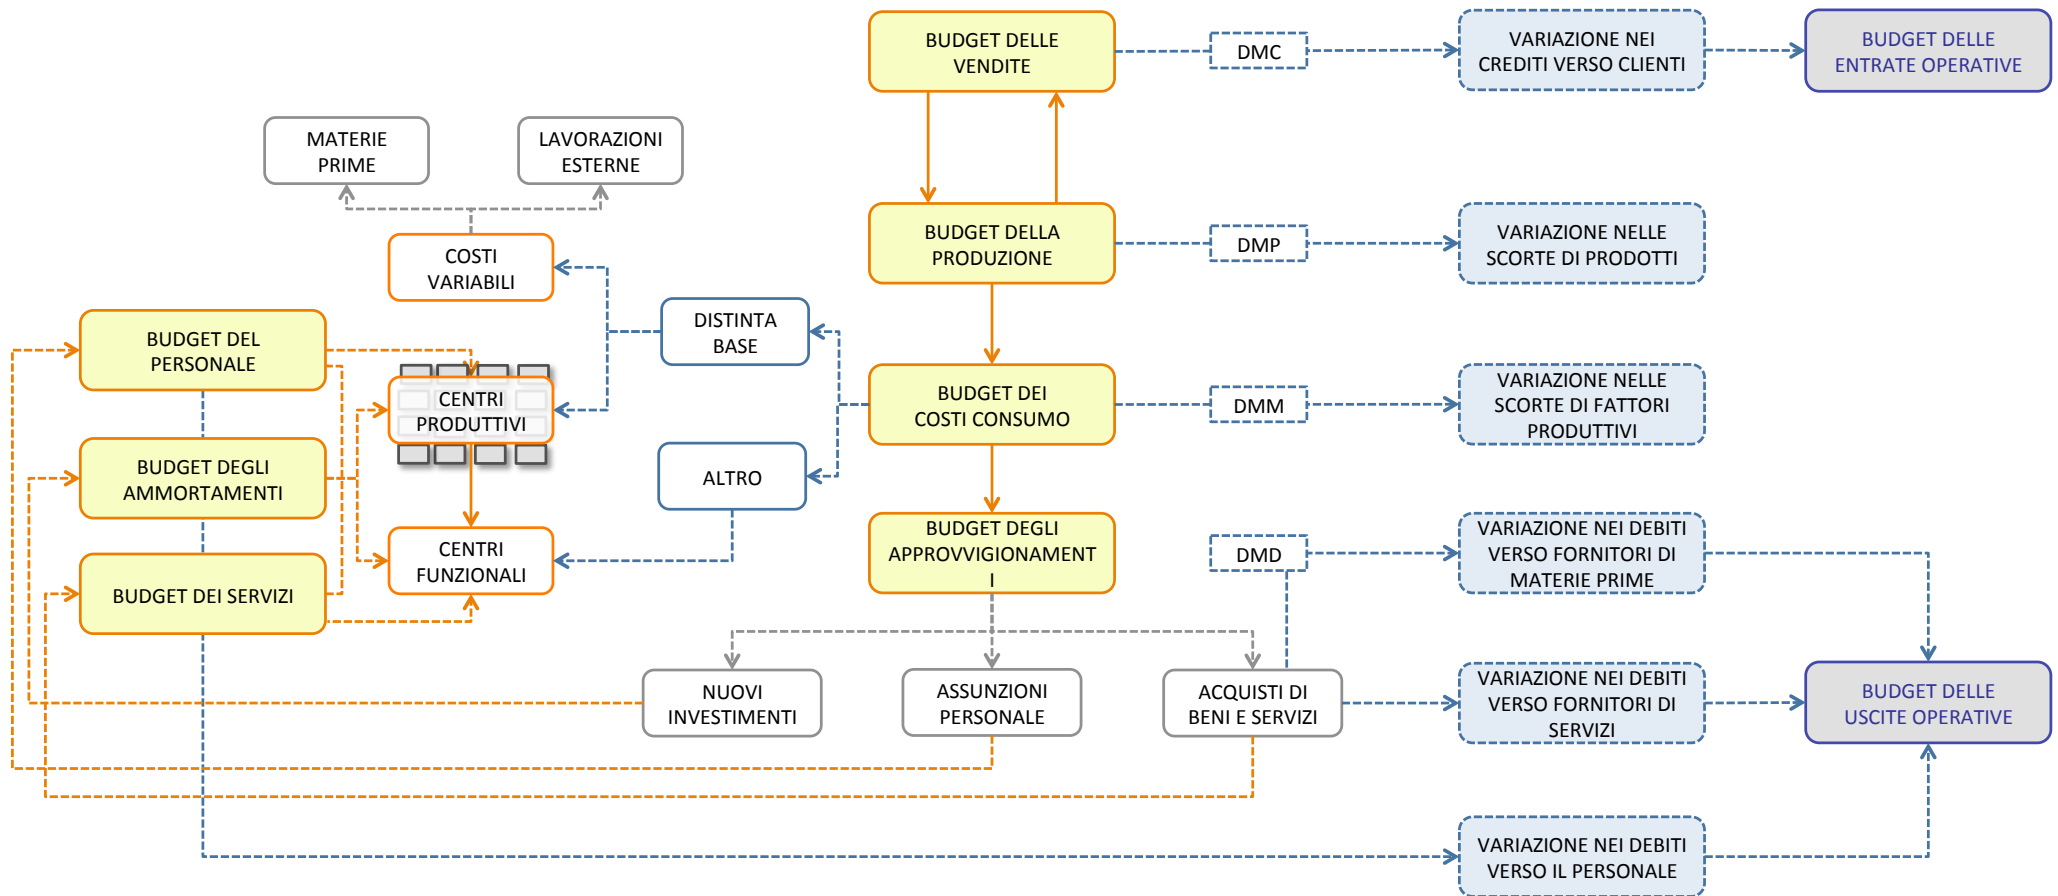 BUDGET DELLE
VENDITE
DMC
VARIAZIONE NEI
CREDITI VERSO CLIENTI
BUDGET DELLE
ENTRATE OPERATIVE
MATERIE
PRIME
LAVORAZIONI
ESTERNE
COSTI
VARIABILI
BUDGET DELLA
PRODUZIONE
DMP
VARIAZIONE NELLE
SCORTE DI PRODOTTI
BUDGET DEL
PERSONALE
DISTINTA
BASE
CENTRI
PRODUTTIVI
BUDGET DEI
COSTI CONSUMO
DMM
VARIAZIONE NELLE
SCORTE DI FATTORI
PRODUTTIVI
BUDGET DEGLI
AMMORTAMENTI
ALTRO
CENTRI
FUNZIONALI
BUDGET DEGLI
APPROVVIGIONAMENT
I
DMD
VARIAZIONE NEI DEBITI
VERSO FORNITORI DI
MATERIE PRIME
BUDGET DEI SERVIZI
NUOVI
INVESTIMENTI
ASSUNZIONI
PERSONALE
ACQUISTI DI
BENI E SERVIZI
VARIAZIONE NEI DEBITI
VERSO FORNITORI DI
SERVIZI
BUDGET DELLE
USCITE OPERATIVE
VARIAZIONE NEI DEBITI
VERSO IL PERSONALE